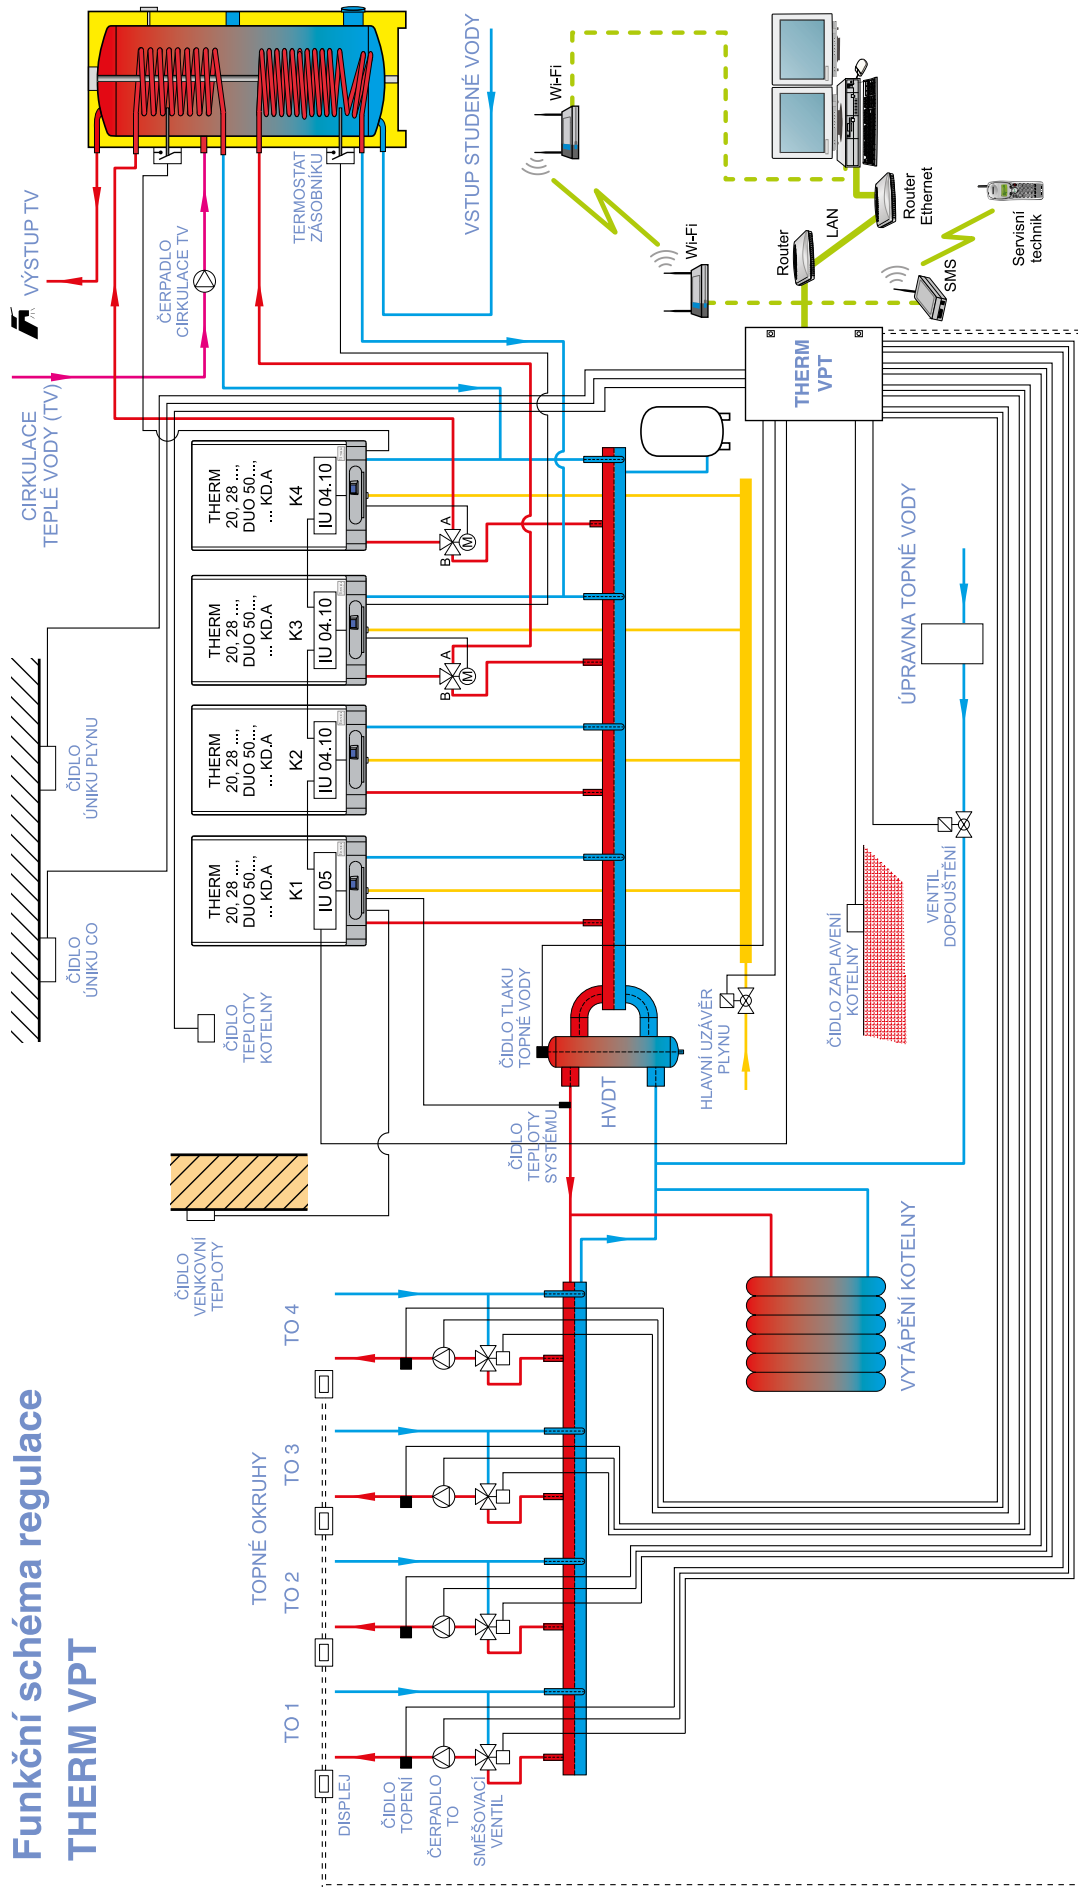 Funkční schéma regulace
THERM VPT
TOPNÉ OKRUHY
TO 1
TO 2
TO 3
TO 4
DISPLEJ
ČIDLO
TOPENÍ
ČERPADLO
TO
SMĚŠOVACÍ
VENTIL
ČIDLO
VENKOVNÍ
TEPLOTY
ČIDLO
TEPLOTY
KOTELNY
ČIDLO
ÚNIKU CO
ČIDLO
ÚNIKU PLYNU
CIRKULACE
TEPLÉ VODY (TV)
VÝSTUP TV
ČERPADLO
CIRKULACE TV
TERMOSTAT
ZÁSOBNÍKU
VSTUP STUDENÉ VODY
THERM
20, 28 ...,
DUO 50...,
... KD.A
K1
IU 05
THERM
20, 28 ...,
DUO 50...,
... KD.A
K2
IU 04.10
THERM
20, 28 ...,
DUO 50...,
... KD.A
K3
IU 04.10
THERM
20, 28 ...,
DUO 50...,
... KD.A
K4
IU 04.10
B
A
M
B
A
M
ČIDLO
TEPLOTY
SYSTÉMU
ČIDLO TLAKU
TOPNÉ VODY
HVDT
HLAVNÍ UZÁVĚR
PLYNU
VYTÁPĚNÍ KOTELNY
ČIDLO ZAPLAVENÍ
KOTELNY
VENTIL
DOPOUŠTĚNÍ
ÚPRAVNA TOPNÉ VODY
THERM
VPT
Wi-Fi
Wi-Fi
Router
LAN
Router
Ethernet
SMS
Servisní
technik